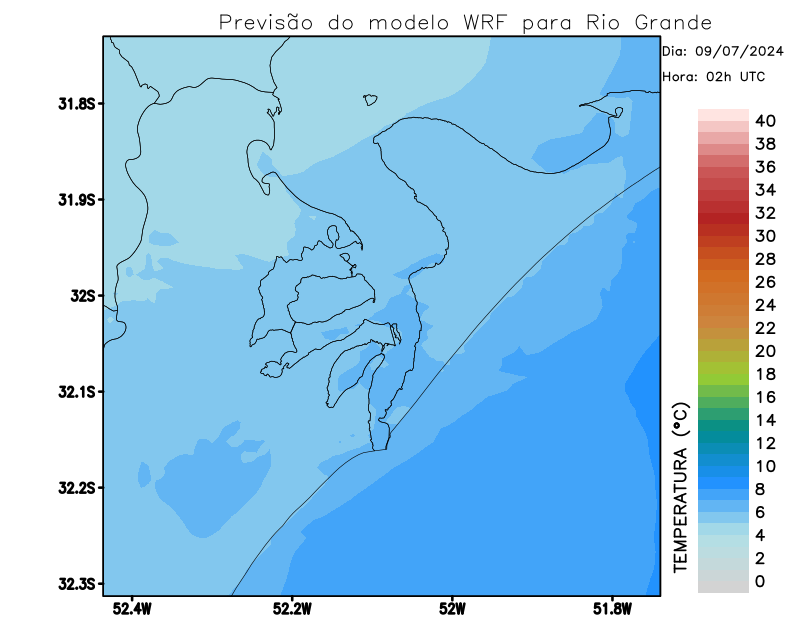 Previsão do modelo WRF para Rio Grande
Dia: 09/07/2024
Hora: 02h UTC
31.8S
31.9S
32S
32.1S
32.2S
32.3S
52.4W
52.2W
52W
51.8W
TEMPERATURA (°C)
40
38
36
34
32
30
28
26
24
22
20
18
16
14
12
10
8
6
4
2
0